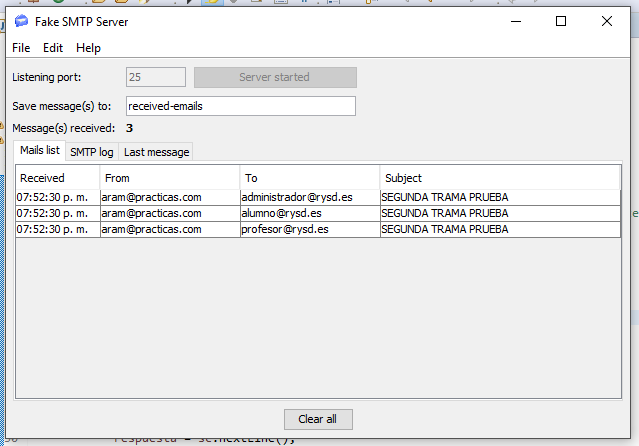 Fake SMTP Server
File Edit Help
Listening port: 25 Server started
Save message(s) to: received-emails
Message(s) received: 3
Mails list SMTP log Last message
Received From To Subject
07:52:30 p. m. aram@practicas.com administrador@rysd.es SEGUNDA TRAMA PRUEBA
07:52:30 p. m. aram@practicas.com alumno@rysd.es SEGUNDA TRAMA PRUEBA
07:52:30 p. m. aram@practicas.com profesor@rysd.es SEGUNDA TRAMA PRUEBA
Clear all